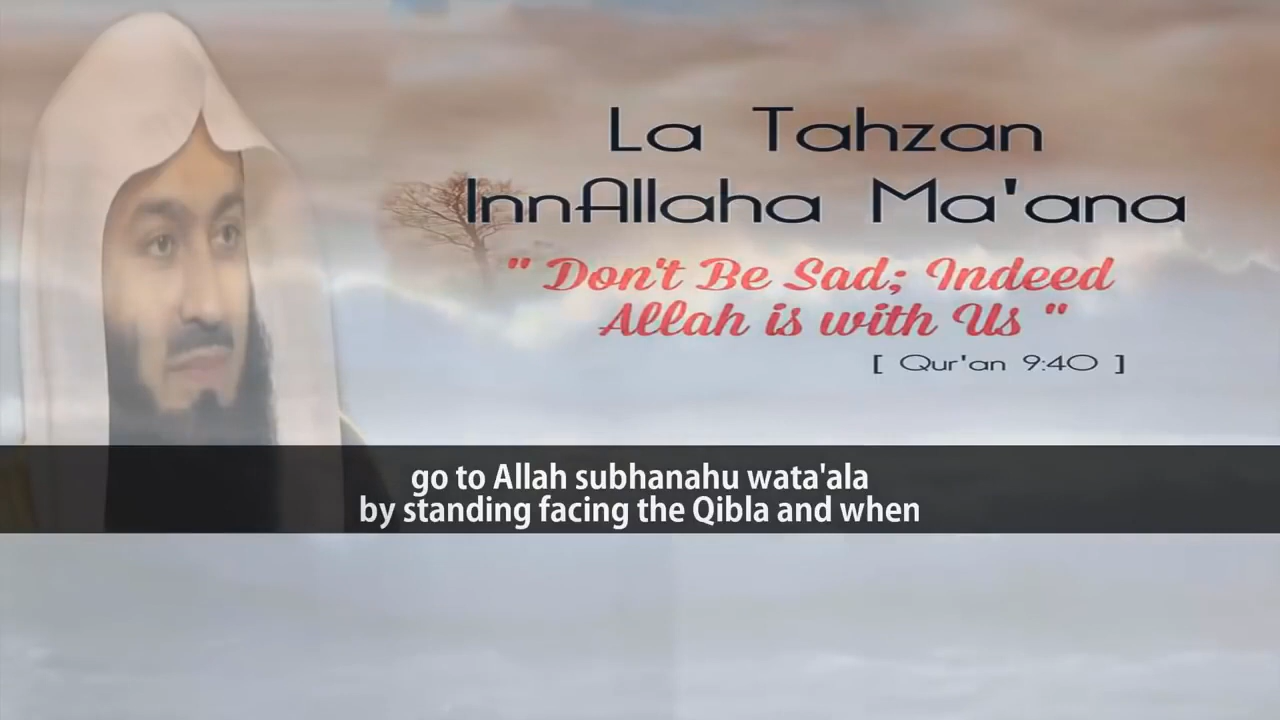 La Tahzan
InnAllaha Ma'ana
" Don't Be Sad; Indeed
Allah is with Us "
[ Qur'an 9:40 ]
go to Allah subhanahu wata'ala
by standing facing the Qibla and when